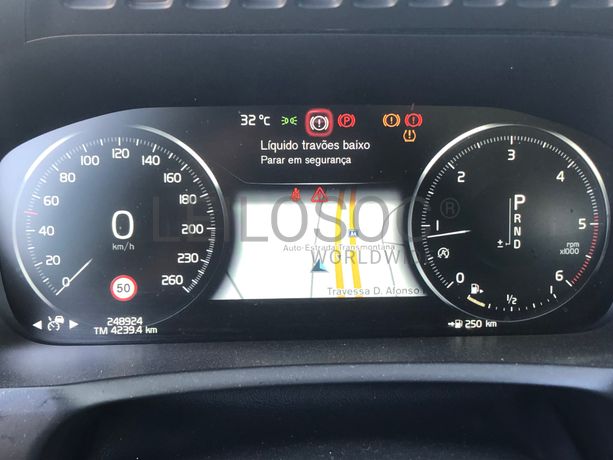 32 °C
Líquido travões baixo
Parar em segurança
0 20 40 60 80 100 120 140 160 180 200 220 260
0
km/h
50
248924
TM 4239.4 km
LEILOSOC®
WORLDWIDE
Auto-Estrada Transmontana
Travessa D. Afonso
0 1 2 3 4 5 6
P
R
N
D
+
-
rpm
x1000
1/2
250 km